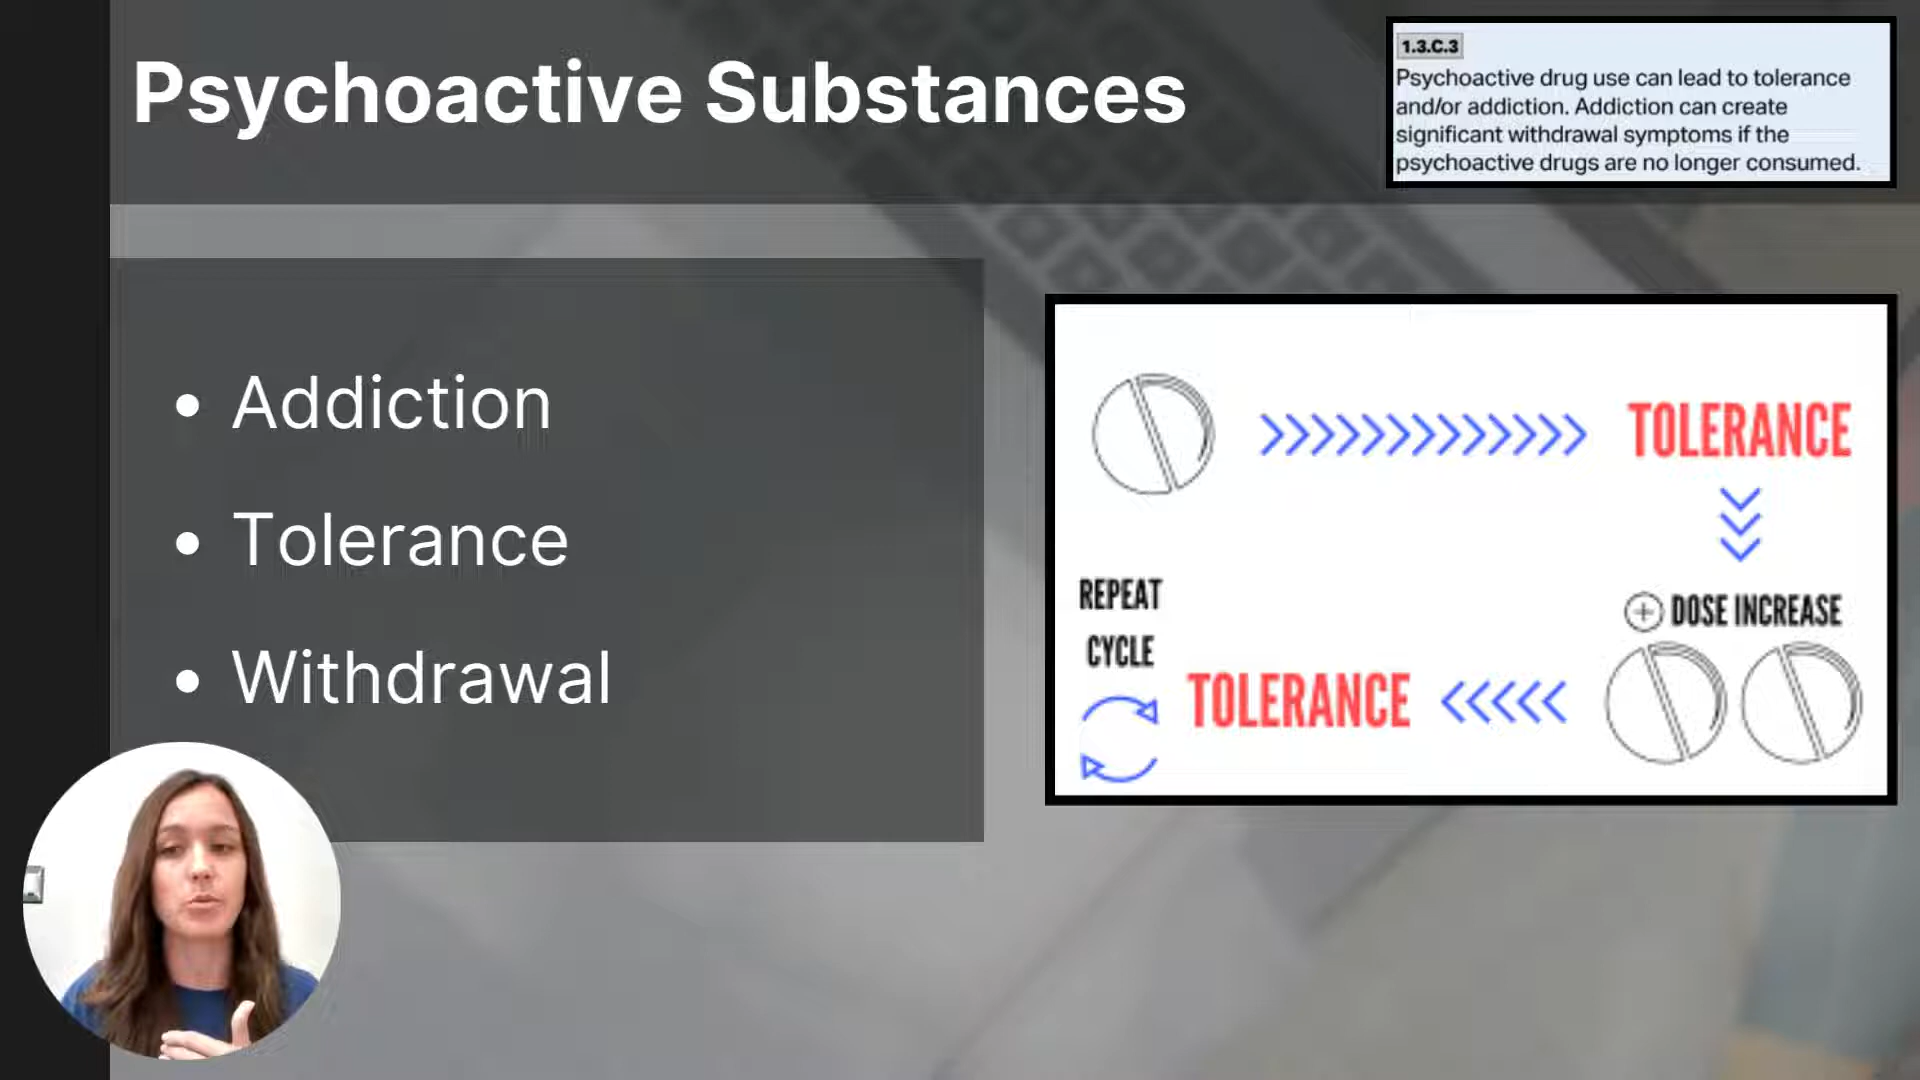 Psychoactive Substances
1.3.C.3
Psychoactive drug use can lead to tolerance
and/or addiction. Addiction can create
significant withdrawal symptoms if the
psychoactive drugs are no longer consumed.
• Addiction
• Tolerance
• Withdrawal
TOLERANCE
DOSE INCREASE
TOLERANCE
REPEAT
CYCLE